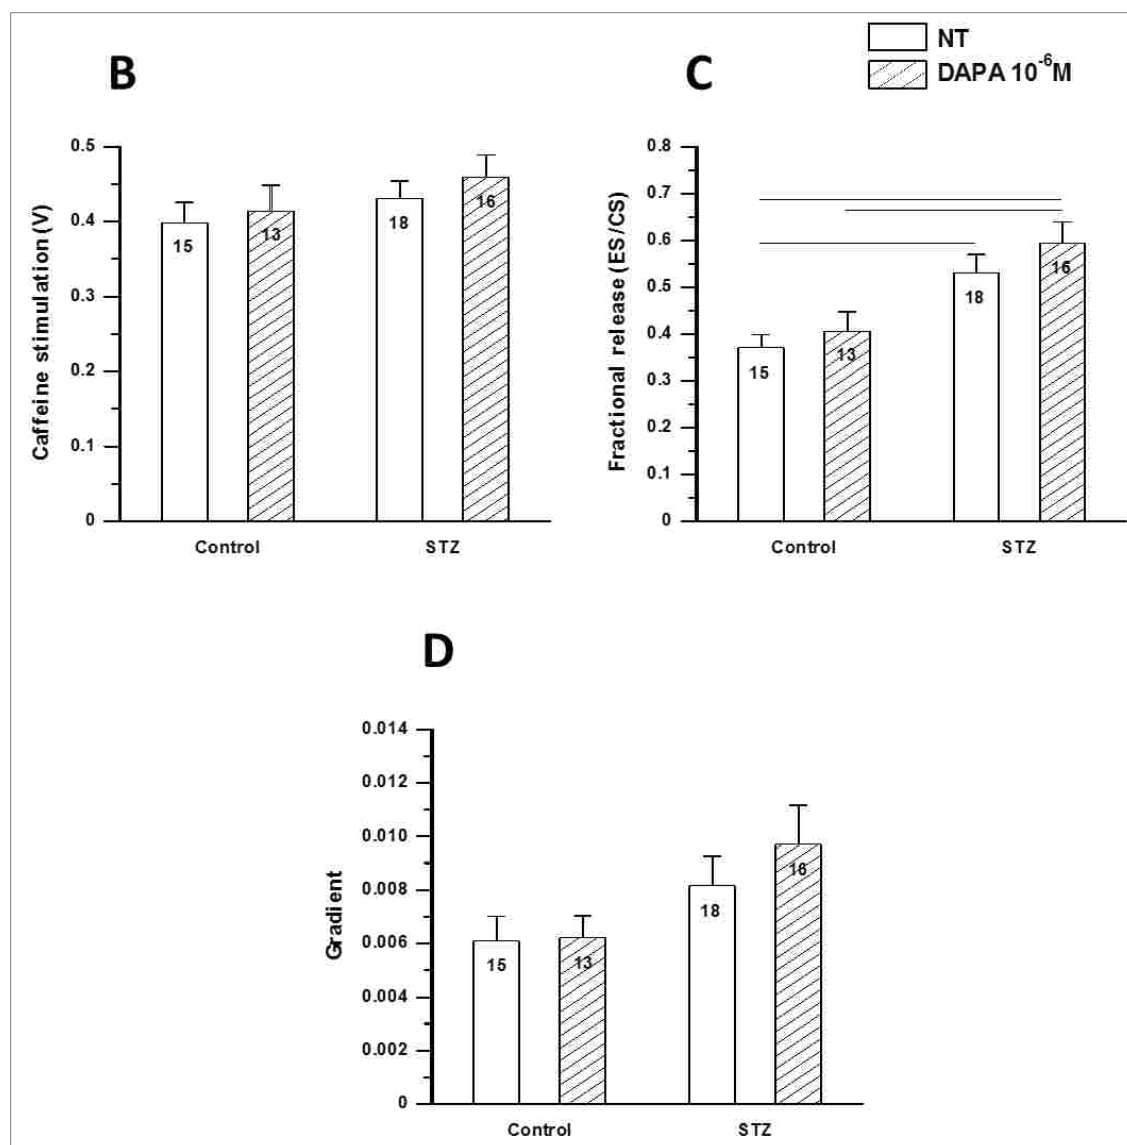 NT
DAPA 10⁻⁶M
B
0.5
0.4
0.3
0.2
0.1
0
Caffeine stimulation (V)
15
13
18
16
Control
STZ
C
0.8
0.7
0.6
0.5
0.4
0.3
0.2
0.1
0
Fractional release (ES/CS)
15
13
18
16
Control
STZ
D
0.014
0.012
0.010
0.008
0.006
0.004
0.002
0
Gradient
15
13
18
16
Control
STZ